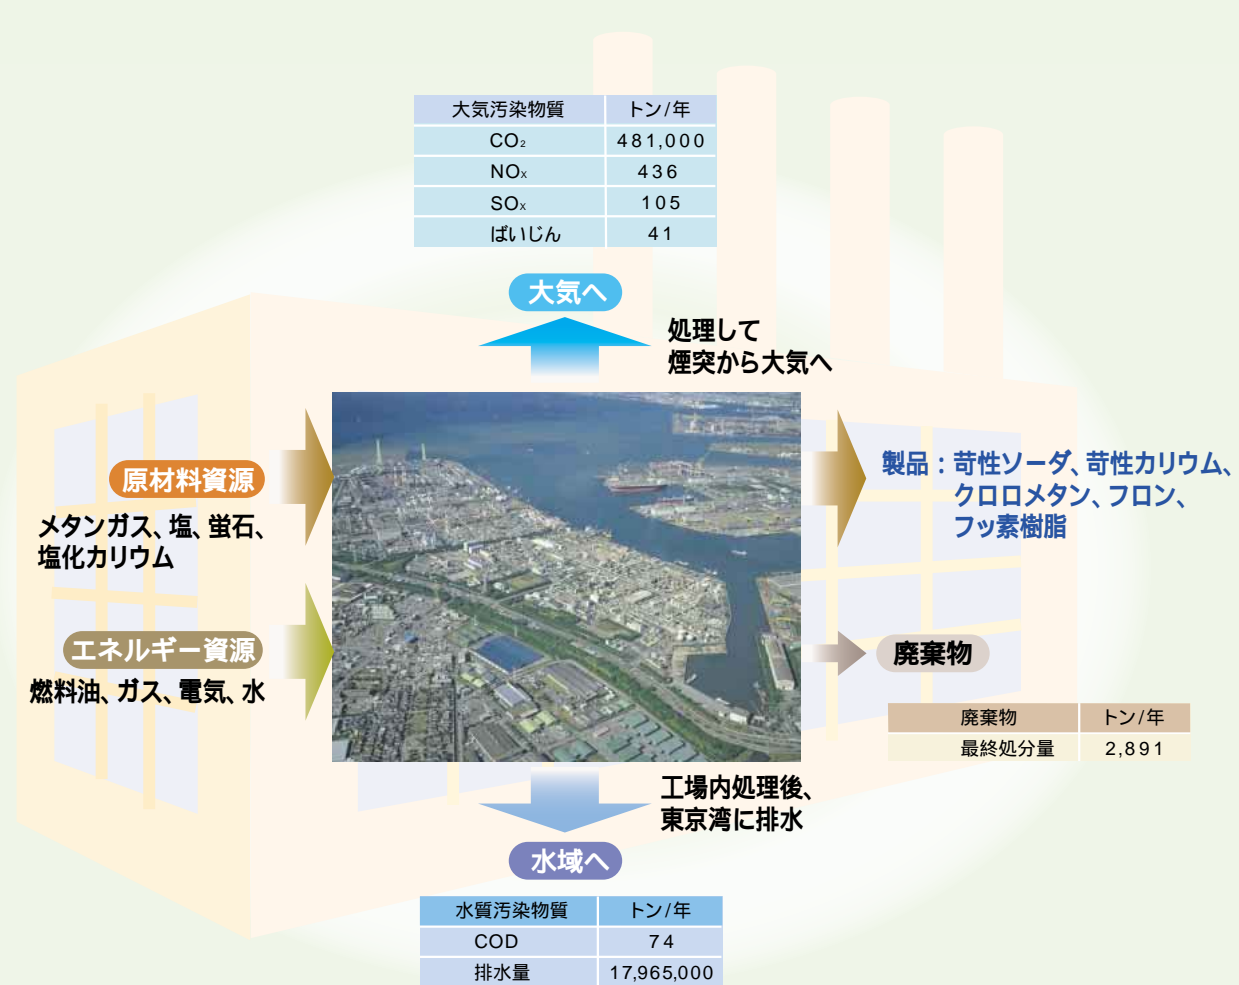 大気汚染物質 トン/年
CO₂ 481,000
NOx 436
SOx 105
ばいじん 41
大気へ
処理して
煙突から大気へ
原材料資源
メタンガス、塩、蛍石、
塩化カリウム
エネルギー資源
燃料油、ガス、電気、水
製品：苛性ソーダ、苛性カリウム、
クロロメタン、フロン、
フッ素樹脂
廃棄物
廃棄物 トン/年
最終処分量 2,891
工場内処理後、
東京湾に排水
水域へ
水質汚染物質 トン/年
COD 74
排水量 17,965,000